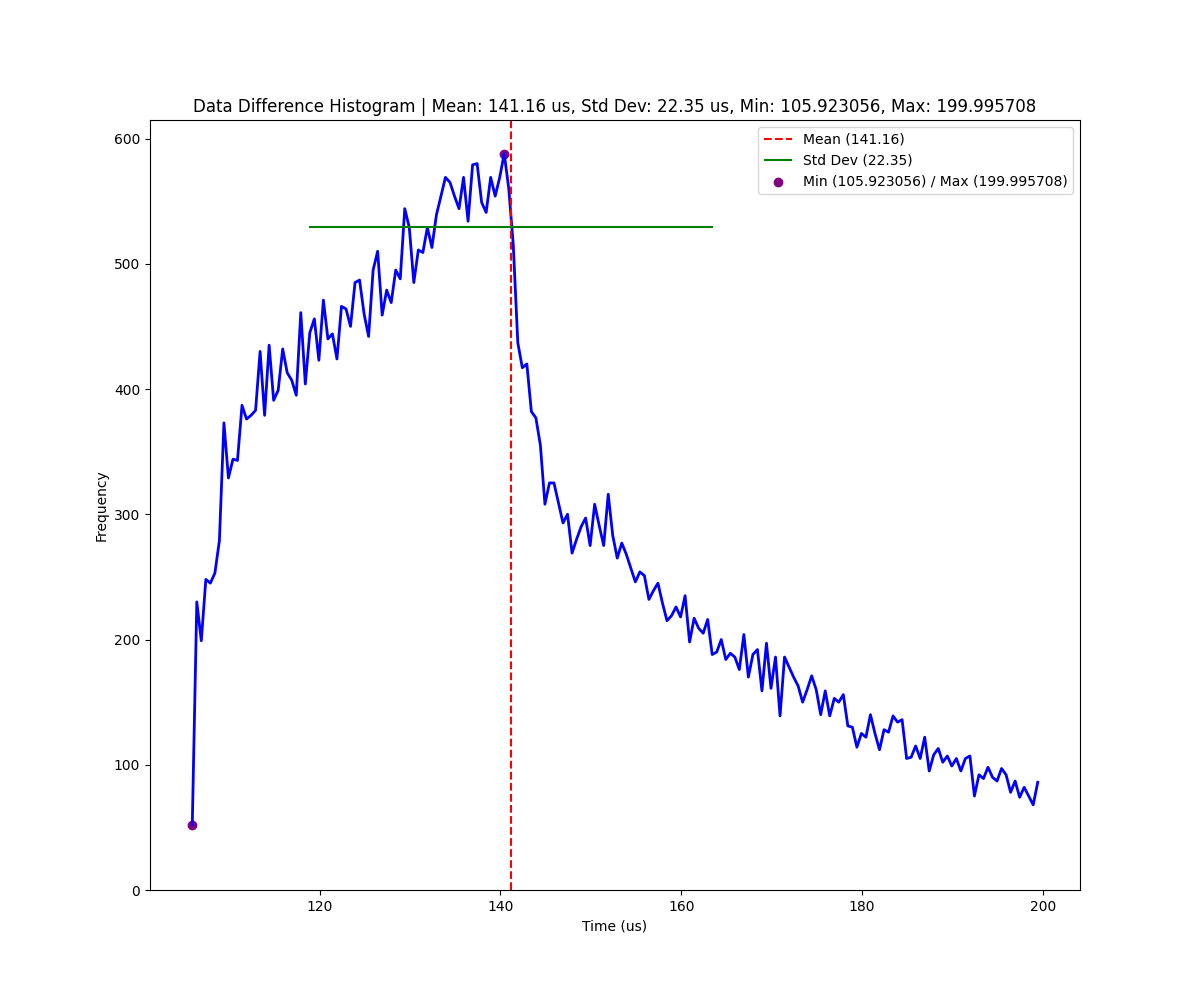 Data Difference Histogram | Mean: 141.16 us, Std Dev: 22.35 us, Min: 105.923056, Max: 199.995708
Mean (141.16)
Std Dev (22.35)
Min (105.923056) / Max (199.995708)
600
500
400
300
200
100
0
Frequency
120
140
160
180
200
Time (us)